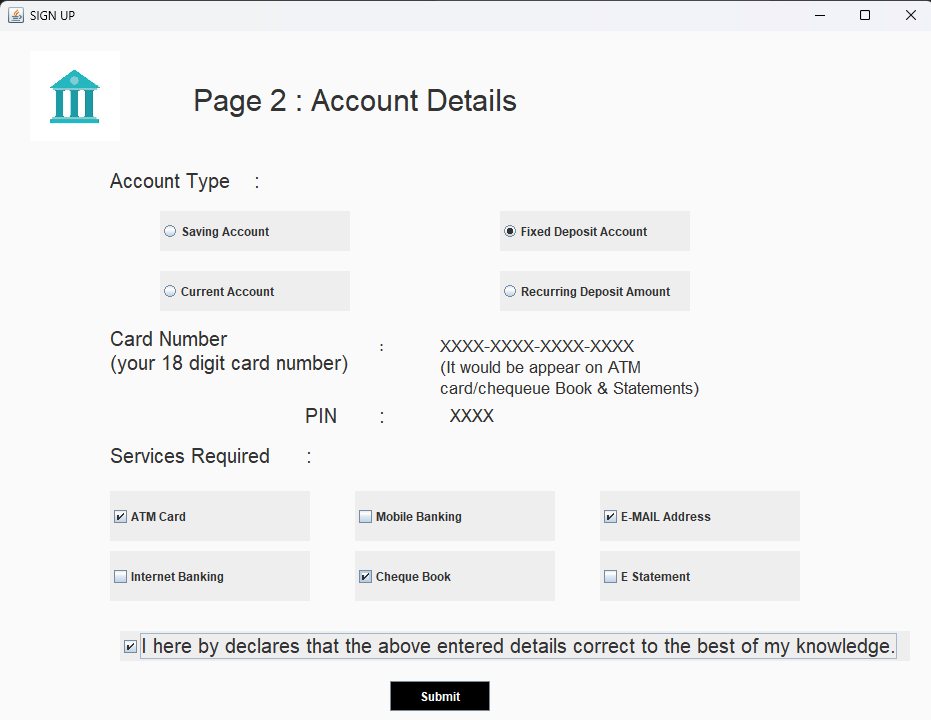 SIGN UP
Page 2 : Account Details
Account Type :
Saving Account Fixed Deposit Account
Current Account Recurring Deposit Amount
Card Number : XXXX-XXXX-XXXX-XXXX
(your 18 digit card number) (It would be appear on ATM
card/chequeue Book & Statements)
PIN : XXXX
Services Required :
ATM Card Mobile Banking E-MAIL Address
Internet Banking Cheque Book E Statement
I here by declares that the above entered details correct to the best of my knowledge.
Submit